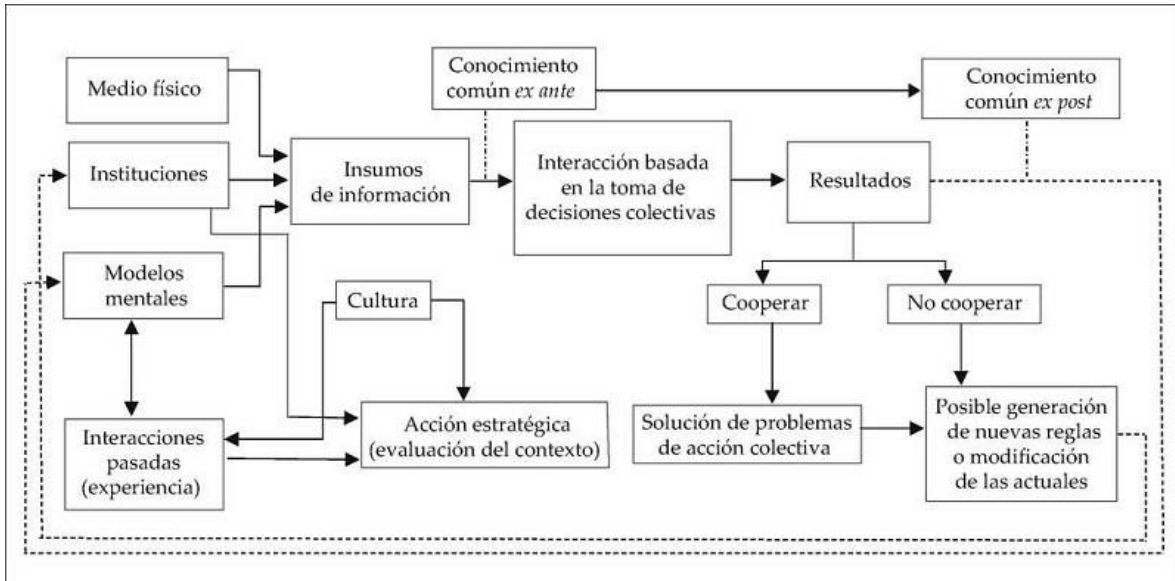 Medio físico
Conocimiento
común ex ante
Conocimiento
común ex post
Instituciones
Insumos
de información
Interacción basada
en la toma de
decisiones colectivas
Resultados
Modelos
mentales
Cultura
Cooperar
No cooperar
Interacciones
pasadas
(experiencia)
Acción estratégica
(evaluación del contexto)
Solución de problemas
de acción colectiva
Posible generación
de nuevas reglas
o modificación
de las actuales